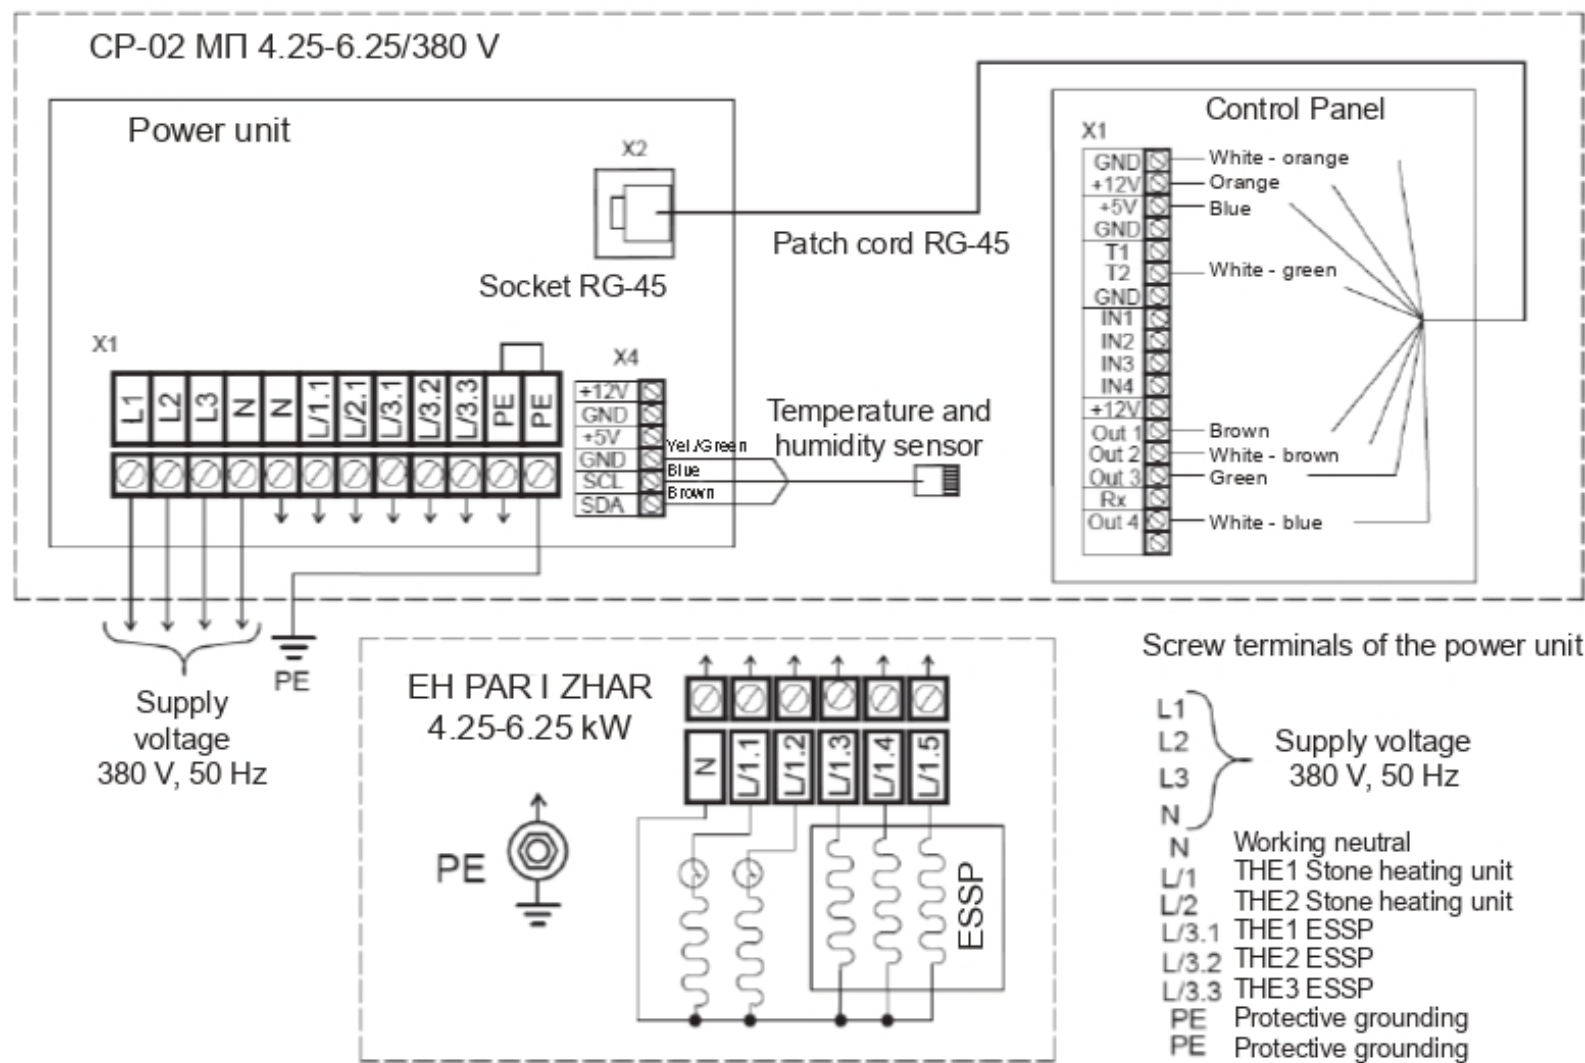 CP-02 МП 4.25-6.25/380 V
Power unit
X2
Socket RG-45
Patch cord RG-45
X1
L1
L2
L3
N
N
L/1.1
L/2.1
L/3.1
L/3.2
L/3.3
PE
PE
X4
+12V
GND
+5V
GND
SCL
SDA
Yel./Green
Blue
Brown
Temperature and
humidity sensor
Control Panel
X1
GND White - orange
+12V Orange
+5V Blue
GND
T1
T2 White - green
GND
IN1
IN2
IN3
IN4
+12V
Out 1 Brown
Out 2 White - brown
Out 3 Green
Rx
Out 4 White - blue
Supply
voltage
380 V, 50 Hz
PE
EH PAR I ZHAR
4.25-6.25 kW
PE
N
L/1.1
L/1.2
L/1.3
L/1.4
L/1.5
ESSP
Screw terminals of the power unit
L1
L2
L3
N
Supply voltage
380 V, 50 Hz
N Working neutral
L/1 THE1 Stone heating unit
L/2 THE2 Stone heating unit
L/3.1 THE1 ESSP
L/3.2 THE2 ESSP
L/3.3 THE3 ESSP
PE Protective grounding
PE Protective grounding